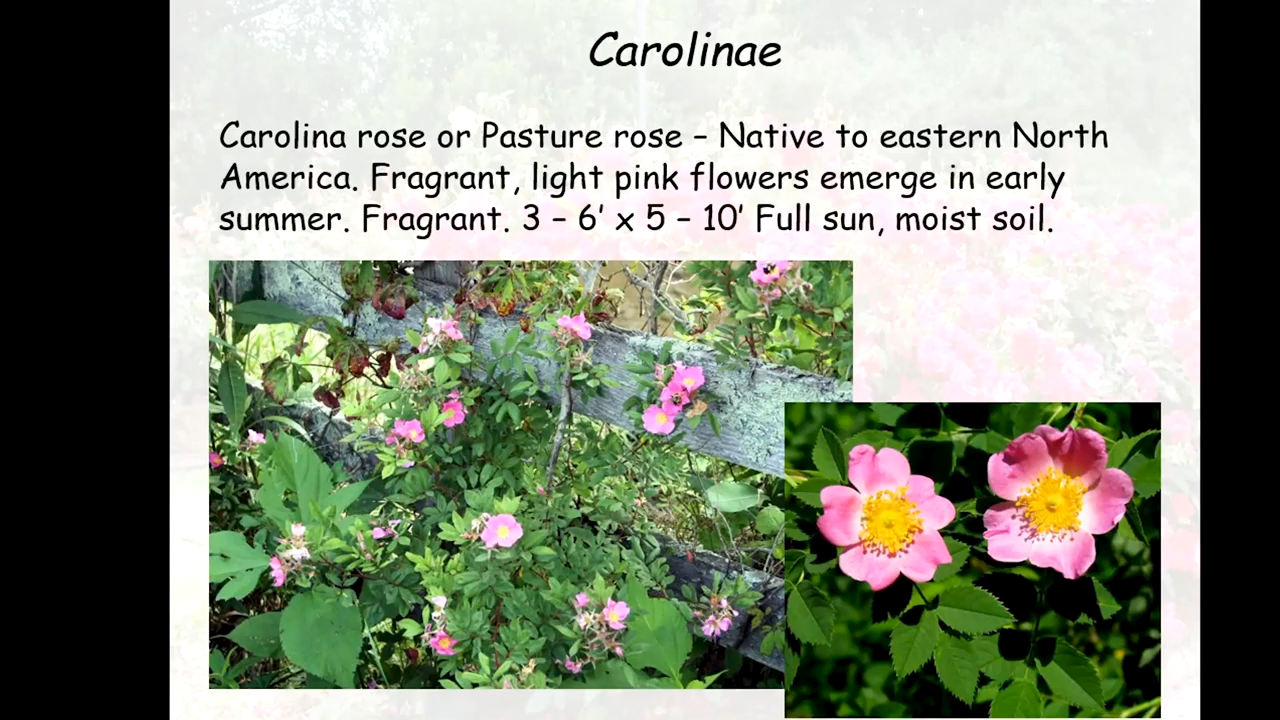 Carolinae
Carolina rose or Pasture rose – Native to eastern North
America. Fragrant, light pink flowers emerge in early
summer. Fragrant. 3 – 6’ x 5 – 10’ Full sun, moist soil.